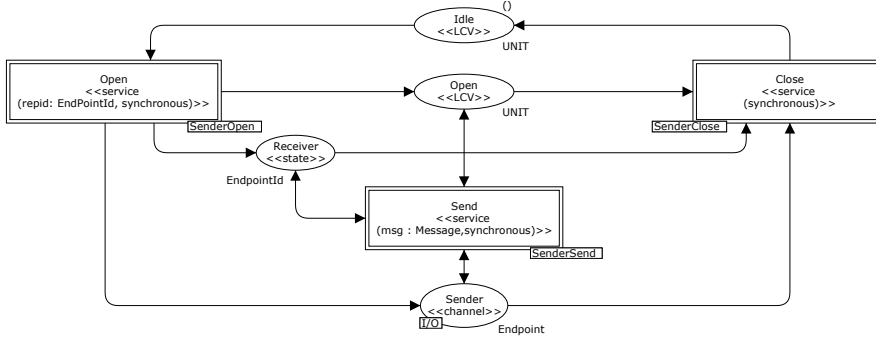 ()
Idle
<<LCV>>
UNIT
Open
<<service
(repid: EndPointId, synchronous)>>
SenderOpen
Open
<<LCV>>
UNIT
Close
<<service
(synchronous)>>
SenderClose
Receiver
<<state>>
EndpointId
Send
<<service
(msg : Message,synchronous)>>
SenderSend
Sender
<<channel>>
I/O
Endpoint